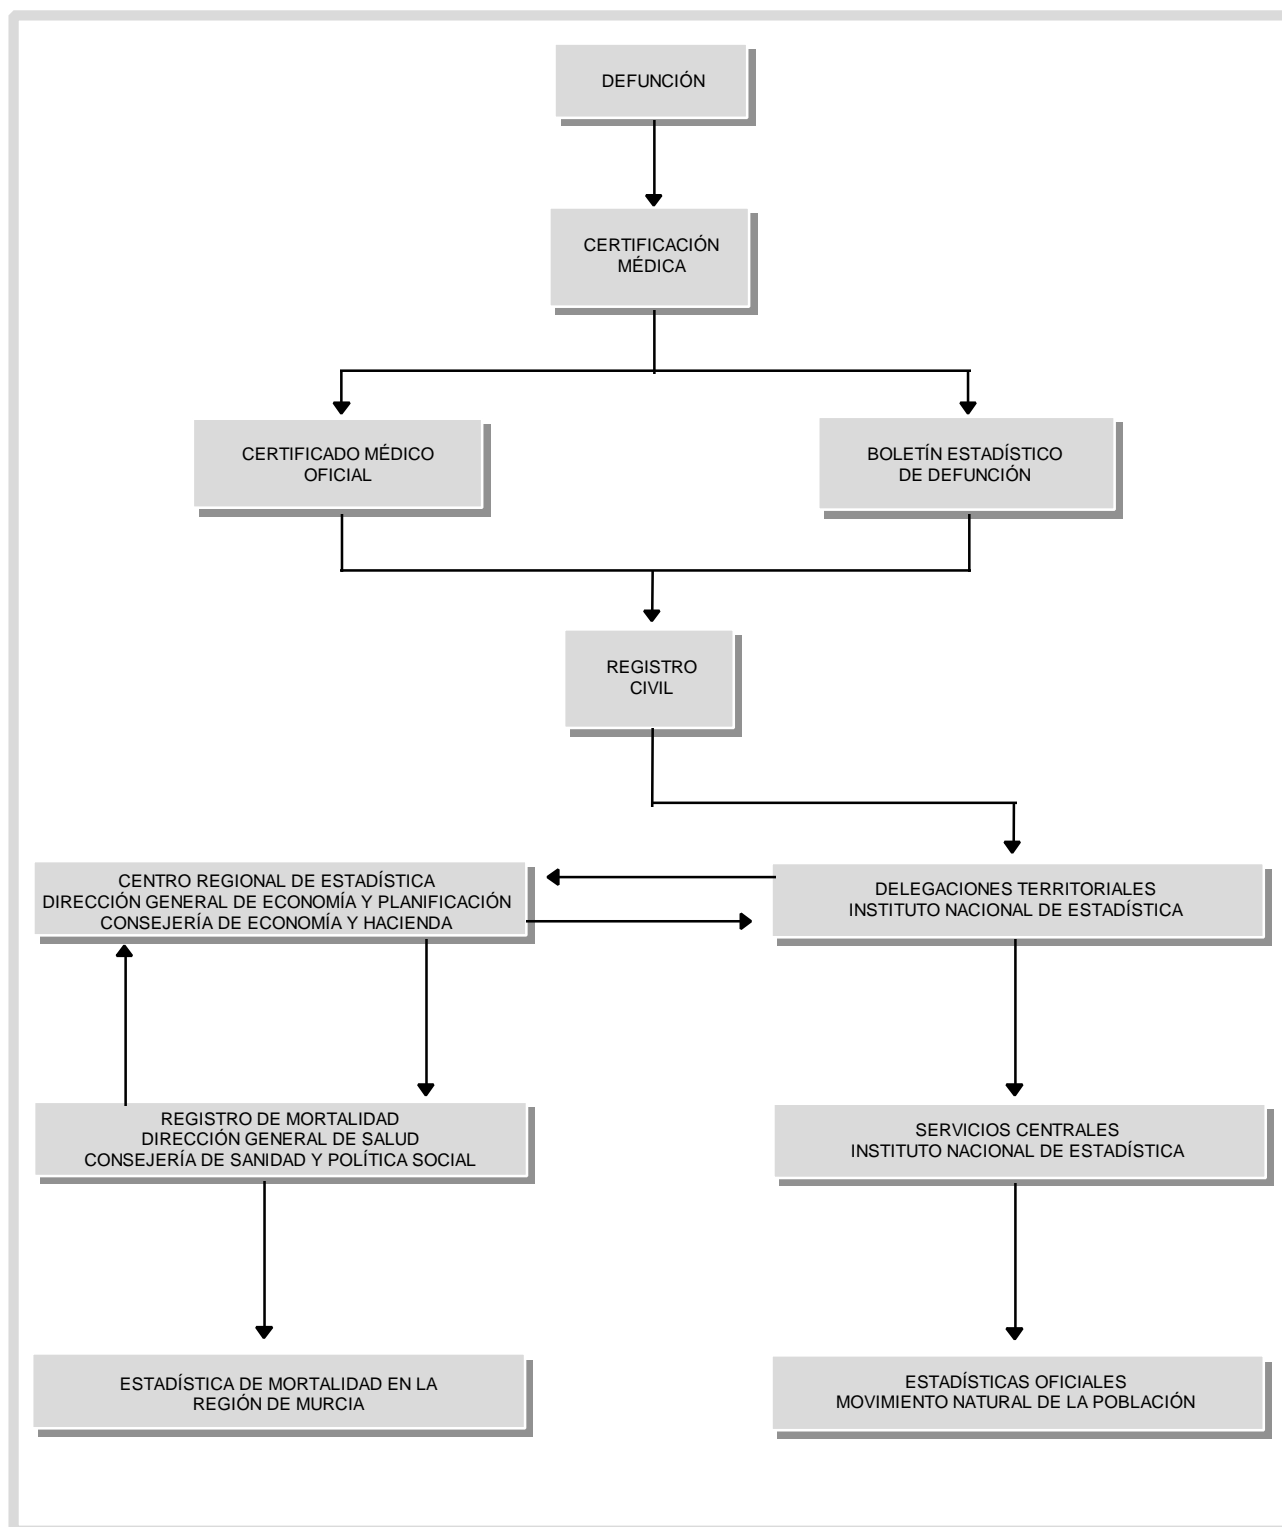 DEFUNCIÓN
CERTIFICACIÓN
MÉDICA
CERTIFICADO MÉDICO
OFICIAL
BOLETÍN ESTADÍSTICO
DE DEFUNCIÓN
REGISTRO
CIVIL
CENTRO REGIONAL DE ESTADÍSTICA
DIRECCIÓN GENERAL DE ECONOMÍA Y PLANIFICACIÓN
CONSEJERÍA DE ECONOMÍA Y HACIENDA
DELEGACIONES TERRITORIALES
INSTITUTO NACIONAL DE ESTADÍSTICA
REGISTRO DE MORTALIDAD
DIRECCIÓN GENERAL DE SALUD
CONSEJERÍA DE SANIDAD Y POLÍTICA SOCIAL
SERVICIOS CENTRALES
INSTITUTO NACIONAL DE ESTADÍSTICA
ESTADÍSTICA DE MORTALIDAD EN LA
REGIÓN DE MURCIA
ESTADÍSTICAS OFICIALES
MOVIMIENTO NATURAL DE LA POBLACIÓN